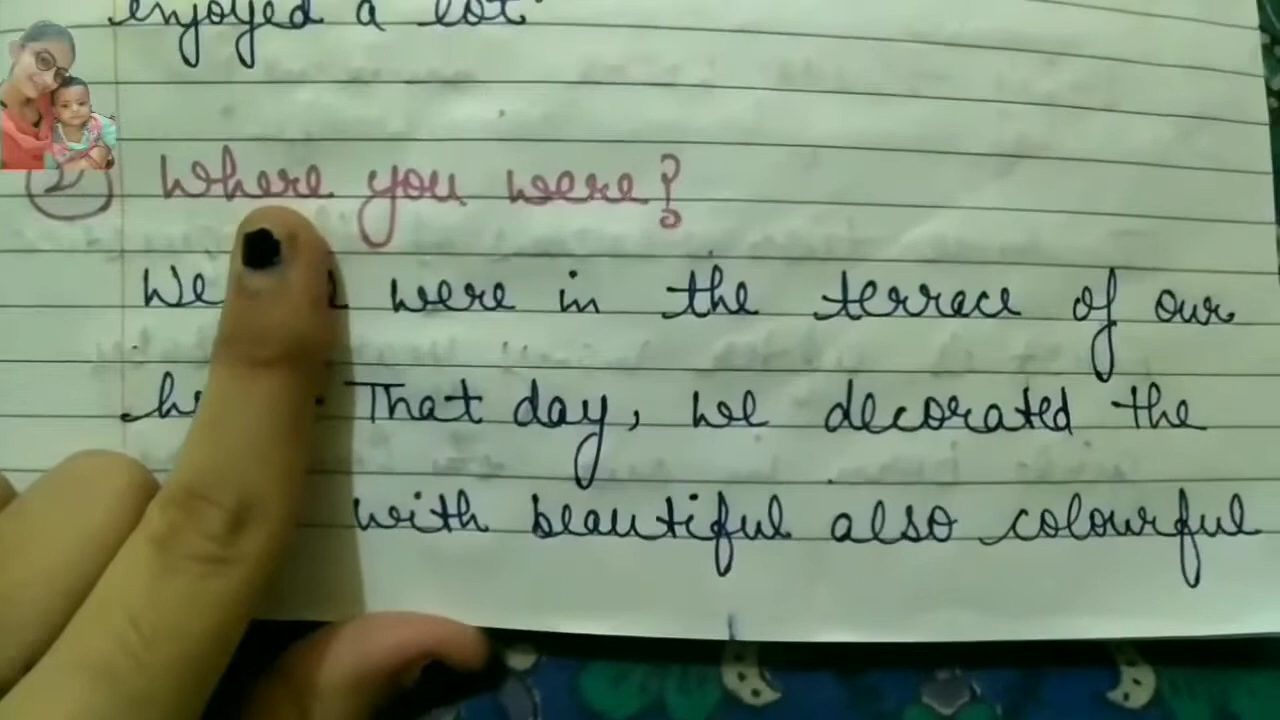 enjoyed a lot
② Where you were?
We were in the terrace of our
That day, we decorated the
with beautiful also colourful